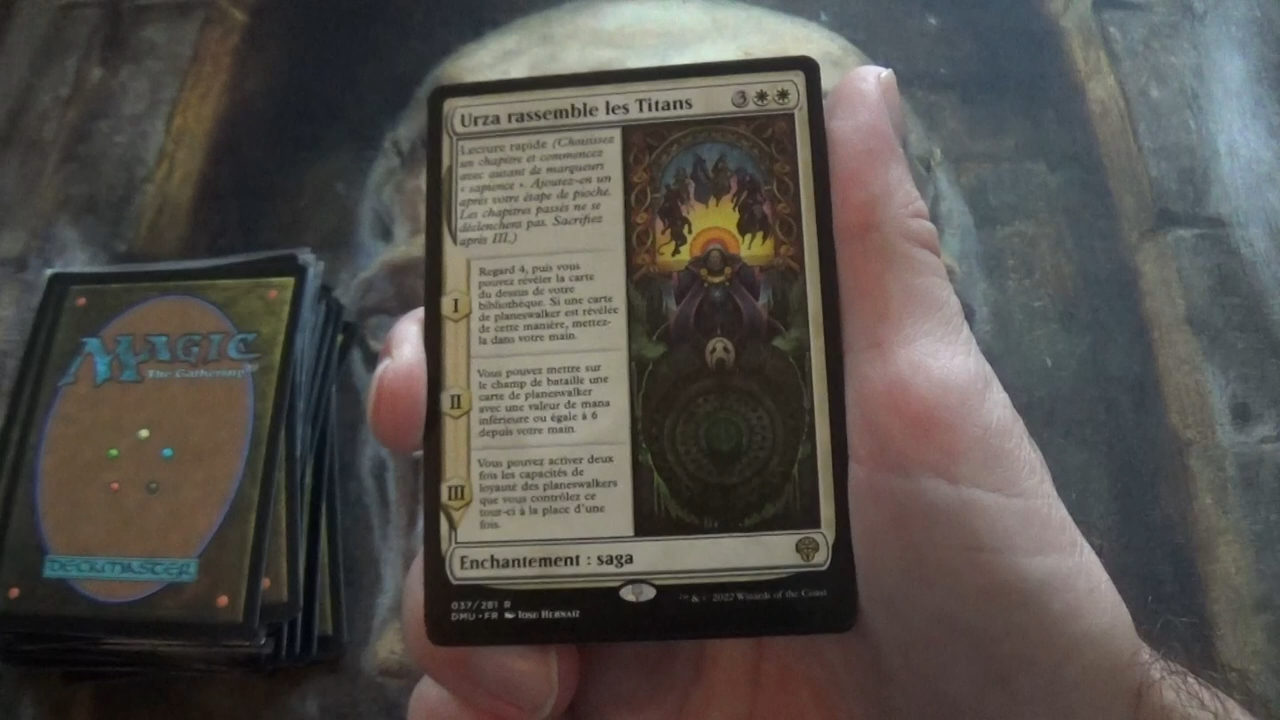 Urza rassemble les Titans
3
Lecture rapide (Choisissez
un chapitre et commencez
avec autant de marqueurs
« sapience ». Ajoutez-en un
après votre étape de pioche.
Les chapitres passés ne se
déclenchent pas. Sacrifiez
après III.)
I
Regard 4, puis vous
pouvez révéler la carte
du dessus de votre
bibliothèque. Si une carte
de planeswalker est révélée
de cette manière, mettez-
la dans votre main.
II
Vous pouvez mettre sur
le champ de bataille une
carte de planeswalker
avec une valeur de mana
inférieure ou égale à 6
depuis votre main.
III
Vous pouvez activer deux
fois les capacités de
loyauté des planeswalkers
que vous contrôlez ce
tour-ci à la place d'une
fois.
Enchantement : saga
037/281 R
DMU • FR Jose Hernaiz
™ & © 2022 Wizards of the Coast
MAGIC
The Gathering
DECKMASTER